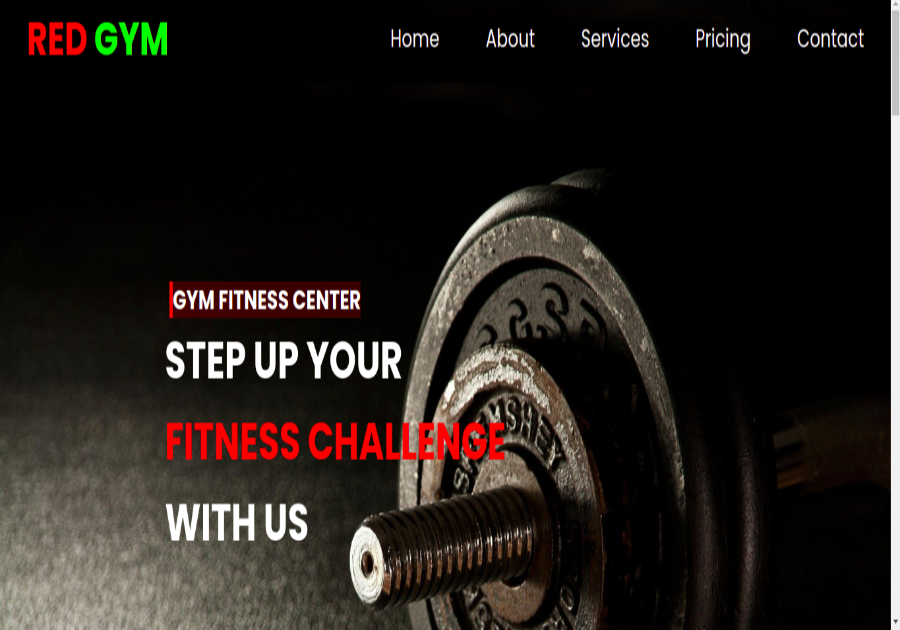 RED GYM
Home About Services Pricing Contact
GYM FITNESS CENTER
STEP UP YOUR
FITNESS CHALLENGE
WITH US